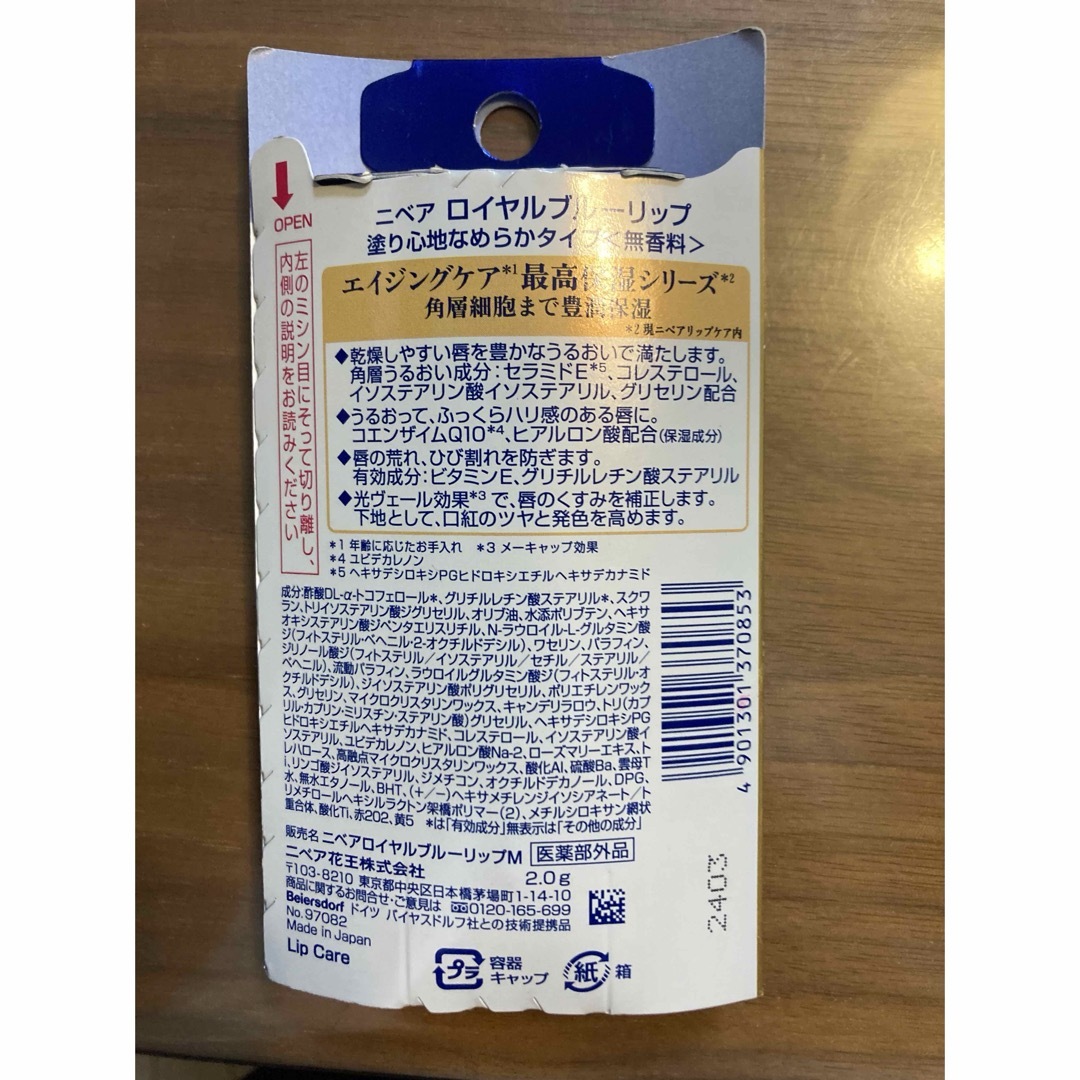 OPEN
左のミシン目にそって切り離し、
内側の説明をお読みください
ニベア ロイヤルブルーリップ
塗り心地なめらかタイプ＜無香料＞
エイジングケア*1 最高保湿シリーズ*2
角層細胞まで豊潤保湿
*2 現ニベアリップケア内
◆乾燥しやすい唇を豊かなうるおいで満たします。
角層うるおい成分：セラミドE*5、コレステロール、
イソステアリン酸イソステアリル、グリセリン配合
◆うるおって、ふっくらハリ感のある唇に。
コエンザイムQ10*4、ヒアルロン酸配合(保湿成分)
◆唇の荒れ、ひび割れを防ぎます。
有効成分：ビタミンE、グリチルレチン酸ステアリル
◆光ヴェール効果*3 で、唇のくすみを補正します。
下地として、口紅のツヤと発色を高めます。
*1 年齢に応じたお手入れ *3 メーキャップ効果
*4 ユビデカレノン
*5 ヘキサデシロキシPGヒドロキシエチルヘキサデカナミド
成分：酢酸DL-α-トコフェロール*、グリチルレチン酸ステアリル*、スクワ
ラン、トリイソステアリン酸ジグリセリル、オリブ油、水添ポリブテン、ヘキサ
オキシステアリン酸ジペンタエリスリチル、N-ラウロイル-L-グルタミン酸
ジ(フィトステリル・ベヘニル・2-オクチルドデシル)、ワセリン、パラフィン、
ジリノール酸ジ(フィトステリル／イソステアリル／セチル／ステアリル／
ベヘニル)、流動パラフィン、ラウロイルグルタミン酸ジ(フィトステリル・オ
クチルドデシル)、ジイソステアリン酸ポリグリセリル、ポリエチレンワック
ス、グリセリン、マイクロクリスタリンワックス、キャンデリラロウ、トリ(カプ
リル・カプリン・ミリスチン・ステアリン酸)グリセリル、ヘキサデシロキシPG
ヒドロキシエチルヘキサデカナミド、コレステロール、イソステアリン酸イ
ソステアリル、ユビデカレノン、ヒアルロン酸Na-2、ローズマリーエキス、ト
レハロース、高融点マイクロクリスタリンワックス、酸化Al、硫酸Ba、雲母T
i、リンゴ酸ジイソステアリル、ジメチコン、オクチルドデカノール、DPG、
水、無水エタノール、BHT、(+/-)ヘキサメチレンジイソシアネート／ト
リメチロールヘキシルラクトン架橋ポリマー(2)、メチルシロキサン網状
重合体、酸化Ti、赤202、黄5 *は「有効成分」無表示は「その他の成分」
販売名 ニベアロイヤルブルーリップM 医薬部外品
ニベア花王株式会社 2.0g
〒103-8210 東京都中央区日本橋茅場町1-14-10
商品に関するお問合せ・ご意見は 0120-165-699
Beiersdorf ドイツ バイヤスドルフ社との技術提携品
No.97082
Made in Japan
Lip Care
プラ 容器 キャップ
紙 箱
4 901301 370853
2403